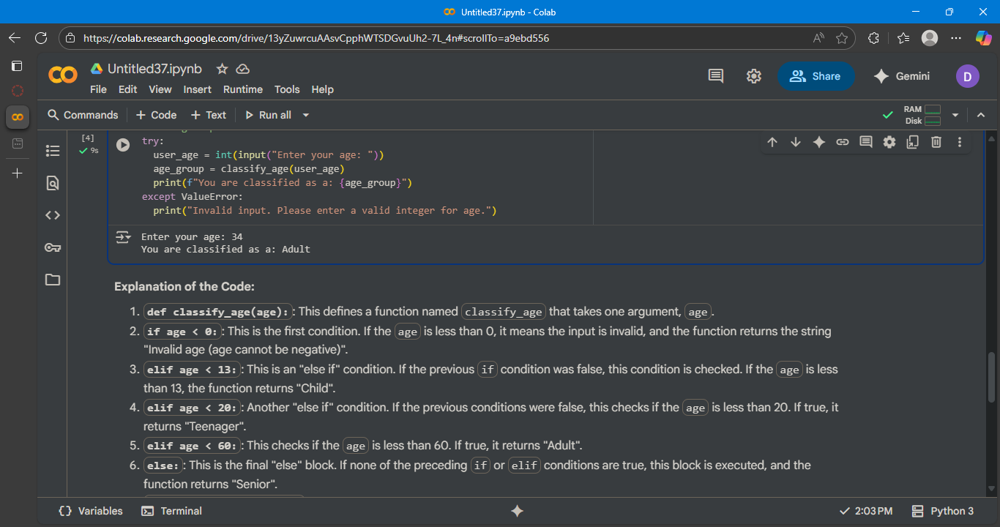 Untitled37.ipynb - Colab
https://colab.research.google.com/drive/13yZuwrcuAAsvCpphWTSDGvuUh2-7L_4n#scrollTo=a9ebd556
Untitled37.ipynb
File Edit View Insert Runtime Tools Help
Share
Gemini
D
Commands + Code + Text Run all
RAM
Disk
[4]
9s
try:
user_age = int(input("Enter your age: "))
age_group = classify_age(user_age)
print(f"You are classified as a: {age_group}")
except ValueError:
print("Invalid input. Please enter a valid integer for age.")
Enter your age: 34
You are classified as a: Adult
Explanation of the Code:
1. def classify_age(age): : This defines a function named classify_age that takes one argument, age .
2. if age < 0: : This is the first condition. If the age is less than 0, it means the input is invalid, and the function returns the string
"Invalid age (age cannot be negative)".
3. elif age < 13: : This is an "else if" condition. If the previous if condition was false, this condition is checked. If the age is less
than 13, the function returns "Child".
4. elif age < 20: : Another "else if" condition. If the previous conditions were false, this checks if the age is less than 20. If true, it
returns "Teenager".
5. elif age < 60: : This checks if the age is less than 60. If true, it returns "Adult".
6. else: : This is the final "else" block. If none of the preceding if or elif conditions are true, this block is executed, and the
function returns "Senior".
{} Variables Terminal
2:03 PM Python 3